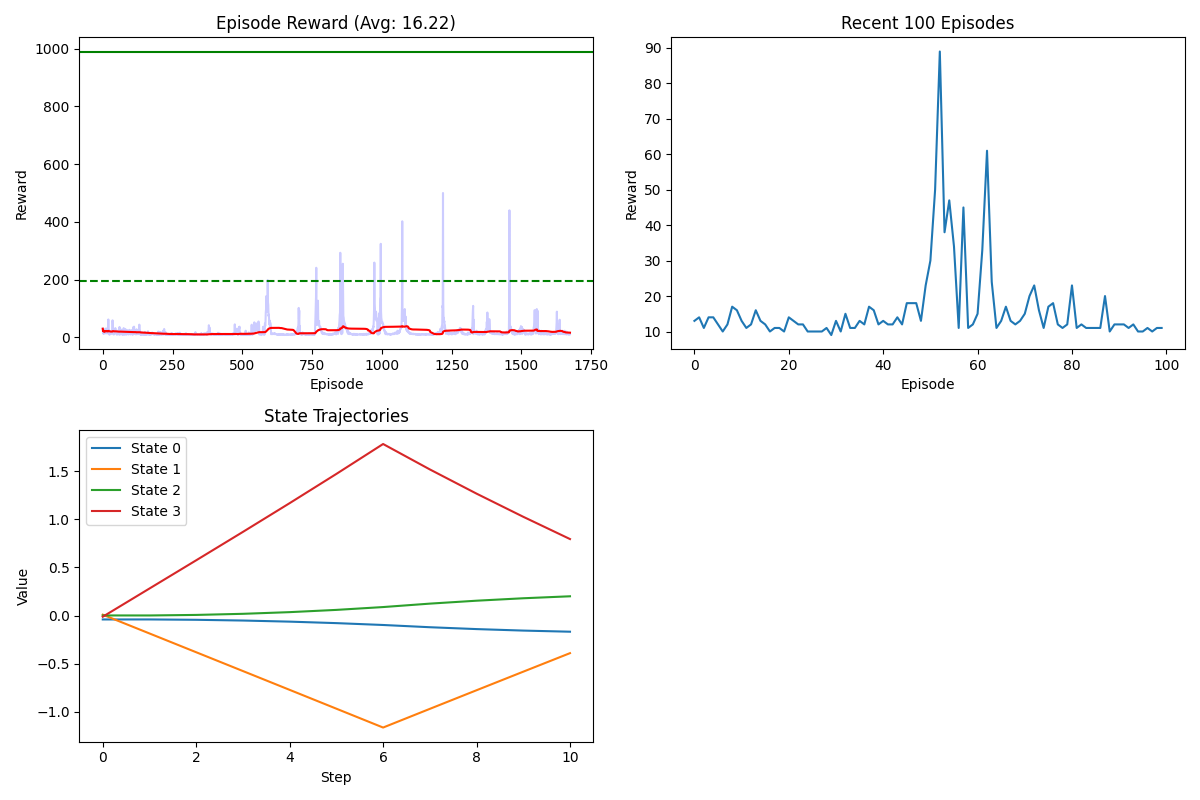 Episode Reward (Avg: 16.22)
Reward
1000
800
600
400
200
0
0 250 500 750 1000 1250 1500 1750
Episode
Recent 100 Episodes
Reward
90
80
70
60
50
40
30
20
10
0 20 40 60 80 100
Episode
State Trajectories
Value
1.5
1.0
0.5
0.0
−0.5
−1.0
State 0
State 1
State 2
State 3
0 2 4 6 8 10
Step